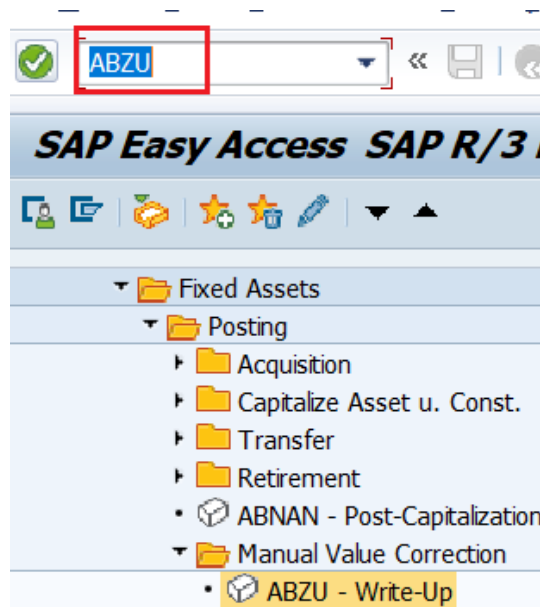 ABZU
SAP Easy Access SAP R/3
Fixed Assets
Posting
Acquisition
Capitalize Asset u. Const.
Transfer
Retirement
ABNAN - Post-Capitalization
Manual Value Correction
ABZU - Write-Up